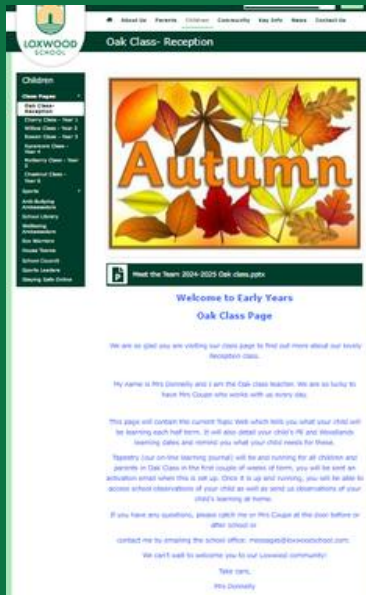 LOXWOOD
SCHOOL
About Us Parents Children Community Key Info News Contact Us
Oak Class- Reception
Children
Class Pages
Oak Class-
Reception
Cherry Class - Year 1
Willow Class - Year 2
Rowan Class - Year 3
Sycamore Class -
Year 4
Mulberry Class - Year
5
Chestnut Class -
Year 6
Sports
Anti-Bullying
Ambassadors
School Library
Wellbeing
Ambassadors
Eco Warriors
House Teams
School Council
Sports Leaders
Staying Safe Online
Autumn
Meet the Team 2024-2025 Oak class.pptx
Welcome to Early Years
Oak Class Page
We are so glad you are visiting our class page to find out more about our lovely
Reception class.
My name is Mrs Donnelly and I am the Oak class teacher. We are so lucky to
have Mrs Coupe who works with us every day.
This page will contain the current Topic Web which tells you what your child will
be learning each half term. It will also detail your child's PE and Woodlands
learning dates and remind you what your child needs for these.
Tapestry (our on-line learning journal) will be and running for all children and
parents in Oak Class in the first couple of weeks of term, you will be sent an
activation email when this is set up. Once it is up and running, you will be able to
access school observations of your child as well as send us observations of your
child's learning at home.
If you have any questions, please catch me or Mrs Coupe at the door before or
after school or
contact me by emailing the school office: messages@loxwoodschool.com
We can't wait to welcome you to our Loxwood community!
Take care,
Mrs Donnelly